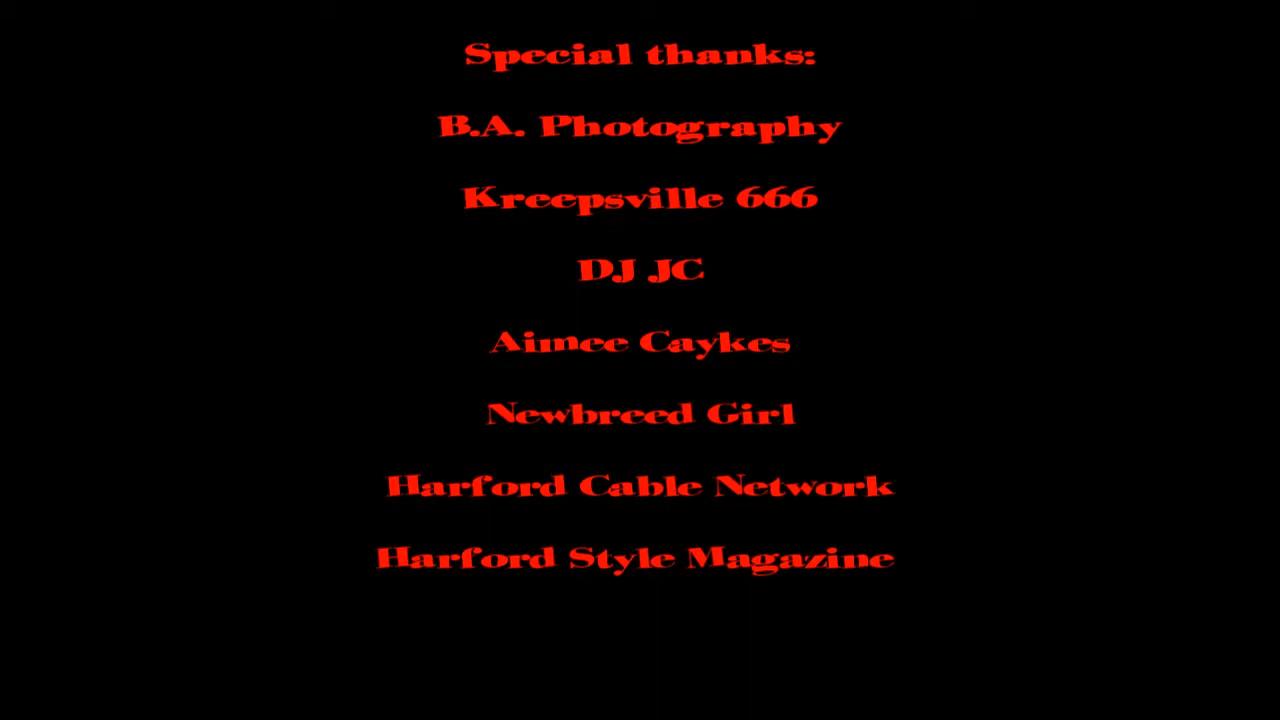 Special thanks:
B.A. Photography
Kreepsville 666
DJ JC
Aimee Caykes
Newbreed Girl
Harford Cable Network
Harford Style Magazine